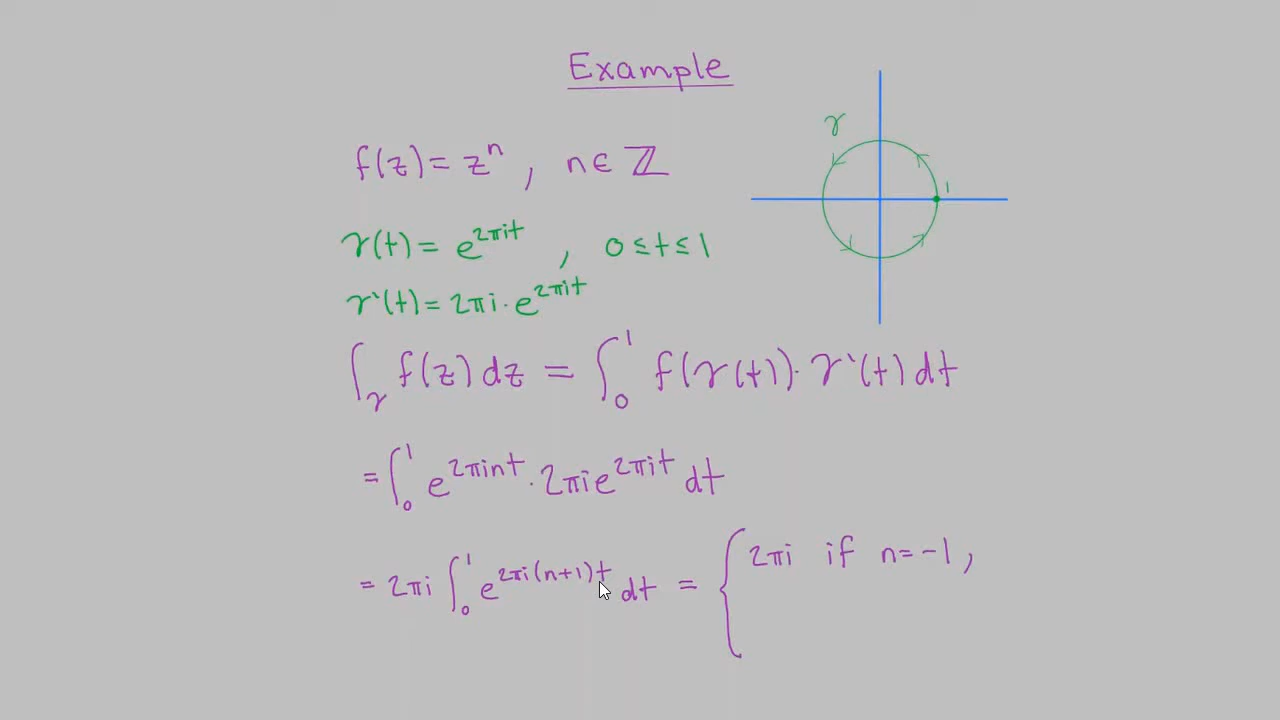 Example
γ
f(z) = zⁿ , n ∈ ℤ
1
γ(t) = e^{2πit} , 0 ≤ t ≤ 1
γ'(t) = 2πi · e^{2πit}
∫_γ f(z) dz = ∫_0^1 f(γ(t)) · γ'(t) dt
= ∫_0^1 e^{2πint} · 2πi e^{2πit} dt
= 2πi ∫_0^1 e^{2πi(n+1)t} dt = { 2πi if n = -1 ,